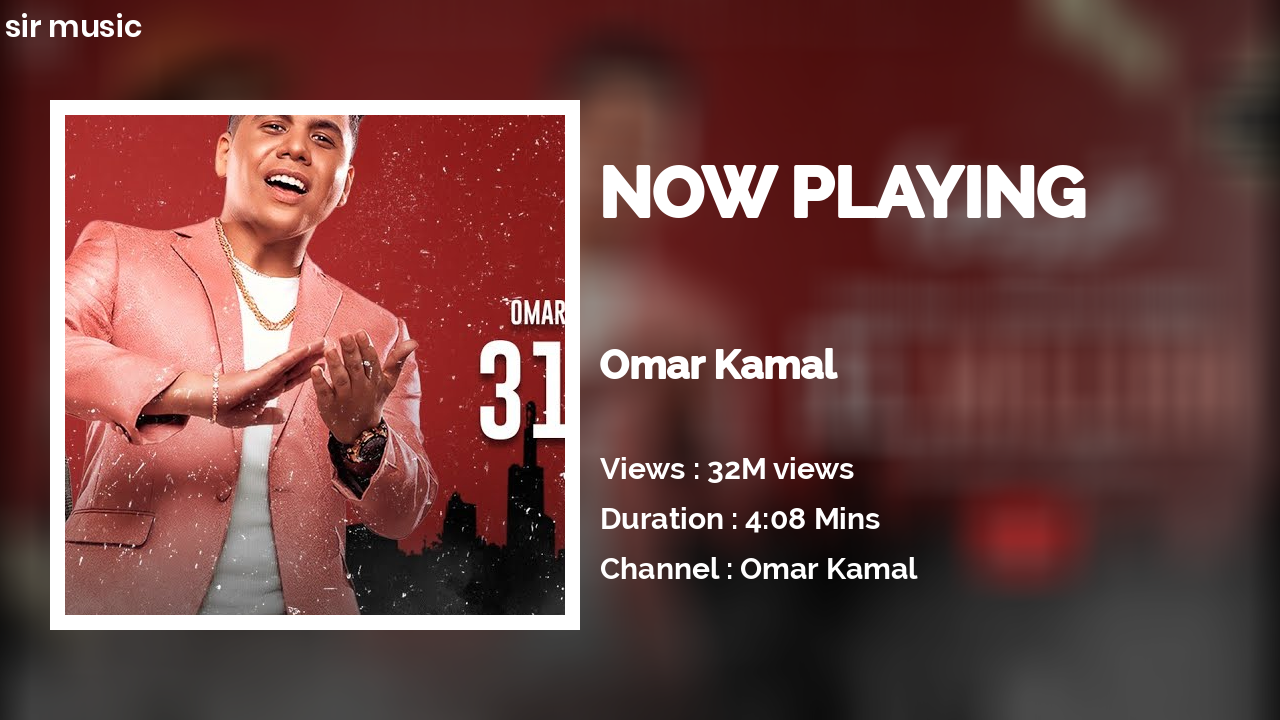 sir music
NOW PLAYING
OMAR
31
Omar Kamal
Views : 32M views
Duration : 4:08 Mins
Channel : Omar Kamal